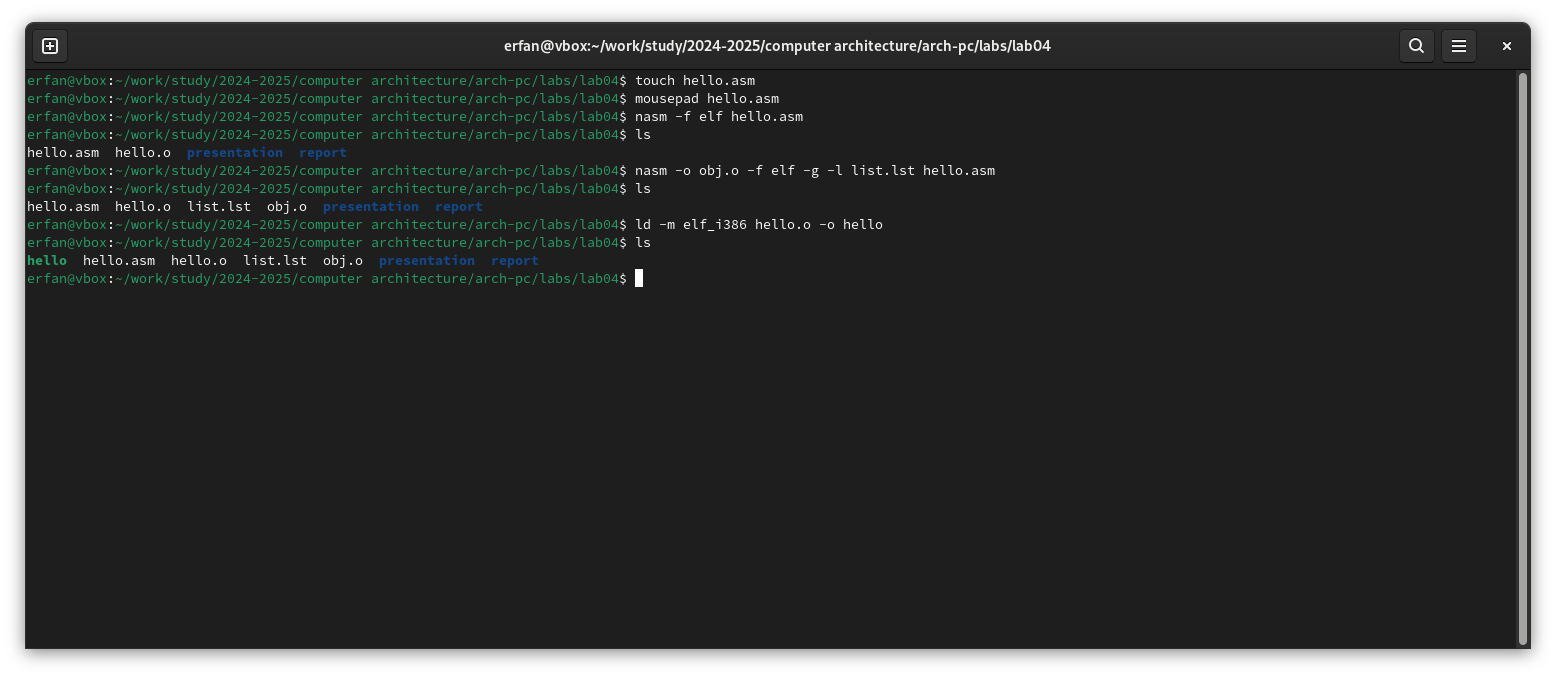 erfan@vbox:~/work/study/2024-2025/computer architecture/arch-pc/labs/lab04
erfan@vbox:~/work/study/2024-2025/computer architecture/arch-pc/labs/lab04$ touch hello.asm
erfan@vbox:~/work/study/2024-2025/computer architecture/arch-pc/labs/lab04$ mousepad hello.asm
erfan@vbox:~/work/study/2024-2025/computer architecture/arch-pc/labs/lab04$ nasm -f elf hello.asm
erfan@vbox:~/work/study/2024-2025/computer architecture/arch-pc/labs/lab04$ ls
hello.asm  hello.o  presentation  report
erfan@vbox:~/work/study/2024-2025/computer architecture/arch-pc/labs/lab04$ nasm -o obj.o -f elf -g -l list.lst hello.asm
erfan@vbox:~/work/study/2024-2025/computer architecture/arch-pc/labs/lab04$ ls
hello.asm  hello.o  list.lst  obj.o  presentation  report
erfan@vbox:~/work/study/2024-2025/computer architecture/arch-pc/labs/lab04$ ld -m elf_i386 hello.o -o hello
erfan@vbox:~/work/study/2024-2025/computer architecture/arch-pc/labs/lab04$ ls
hello  hello.asm  hello.o  list.lst  obj.o  presentation  report
erfan@vbox:~/work/study/2024-2025/computer architecture/arch-pc/labs/lab04$